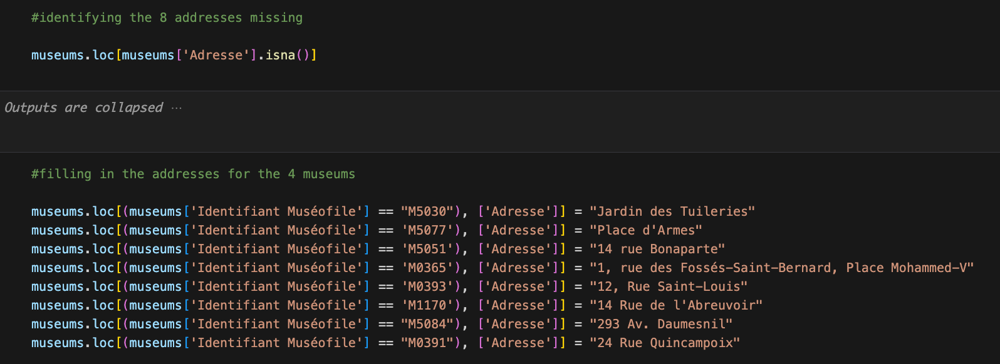 #identifying the 8 addresses missing
museums.loc[museums['Adresse'].isna()]
Outputs are collapsed ...
#filling in the addresses for the 4 museums
museums.loc[(museums['Identifiant Muséofile'] == "M5030"), ['Adresse']] = "Jardin des Tuileries"
museums.loc[(museums['Identifiant Muséofile'] == 'M5077'), ['Adresse']] = "Place d'Armes"
museums.loc[(museums['Identifiant Muséofile'] == 'M5051'), ['Adresse']] = "14 rue Bonaparte"
museums.loc[(museums['Identifiant Muséofile'] == 'M0365'), ['Adresse']] = "1, rue des Fossés-Saint-Bernard, Place Mohammed-V"
museums.loc[(museums['Identifiant Muséofile'] == 'M0393'), ['Adresse']] = "12, Rue Saint-Louis"
museums.loc[(museums['Identifiant Muséofile'] == 'M1170'), ['Adresse']] = "14 Rue de l'Abreuvoir"
museums.loc[(museums['Identifiant Muséofile'] == "M5084"), ['Adresse']] = "293 Av. Daumesnil"
museums.loc[(museums['Identifiant Muséofile'] == "M0391"), ['Adresse']] = "24 Rue Quincampoix"